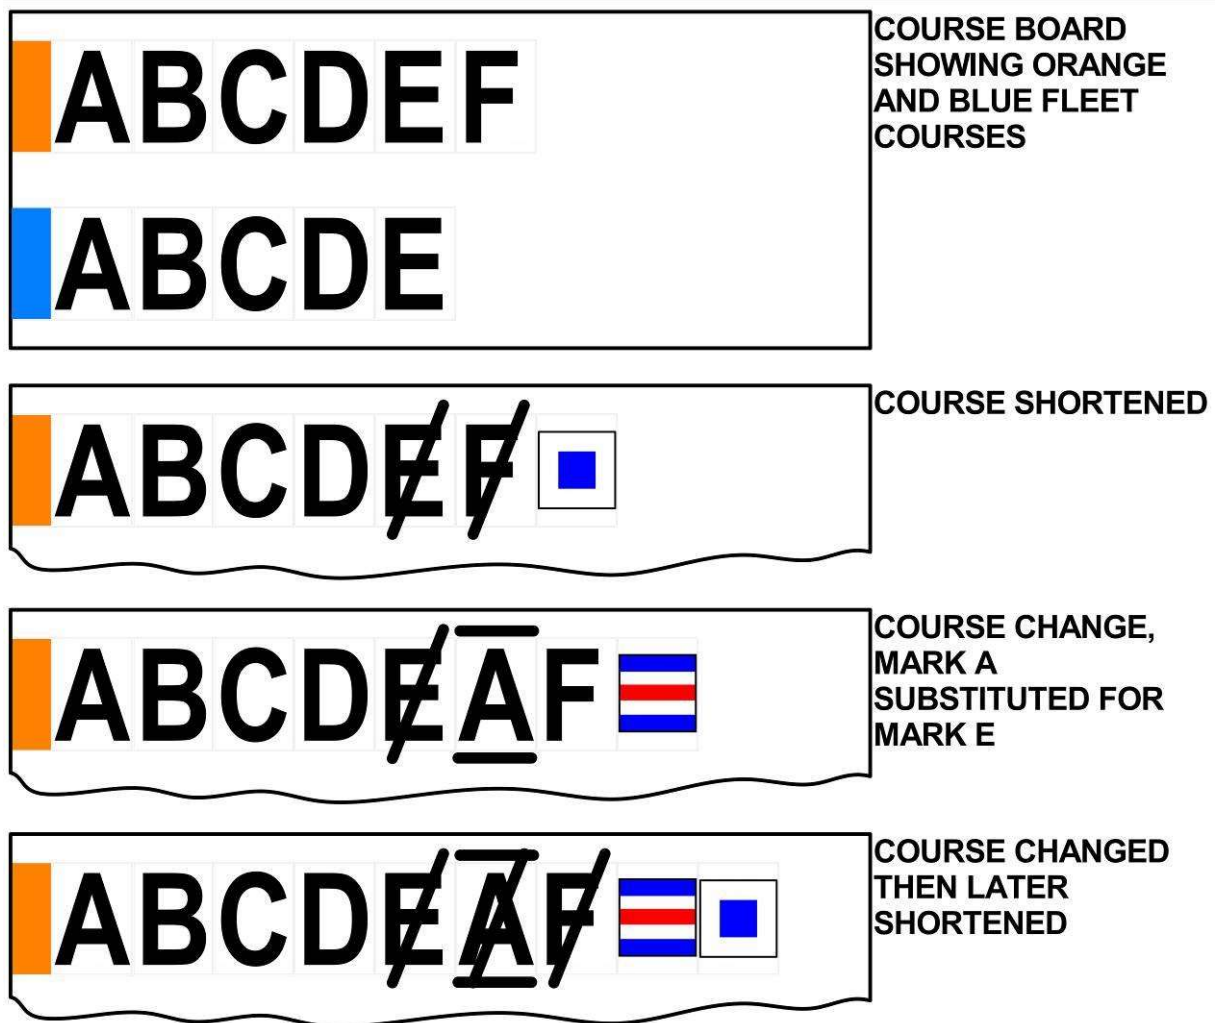 ABCDEF
COURSE BOARD
SHOWING ORANGE
AND BLUE FLEET
COURSES
ABCDE
ABCDEF
COURSE SHORTENED
ABCDEAF
COURSE CHANGE,
MARK A
SUBSTITUTED FOR
MARK E
ABCDEAF
COURSE CHANGED
THEN LATER
SHORTENED